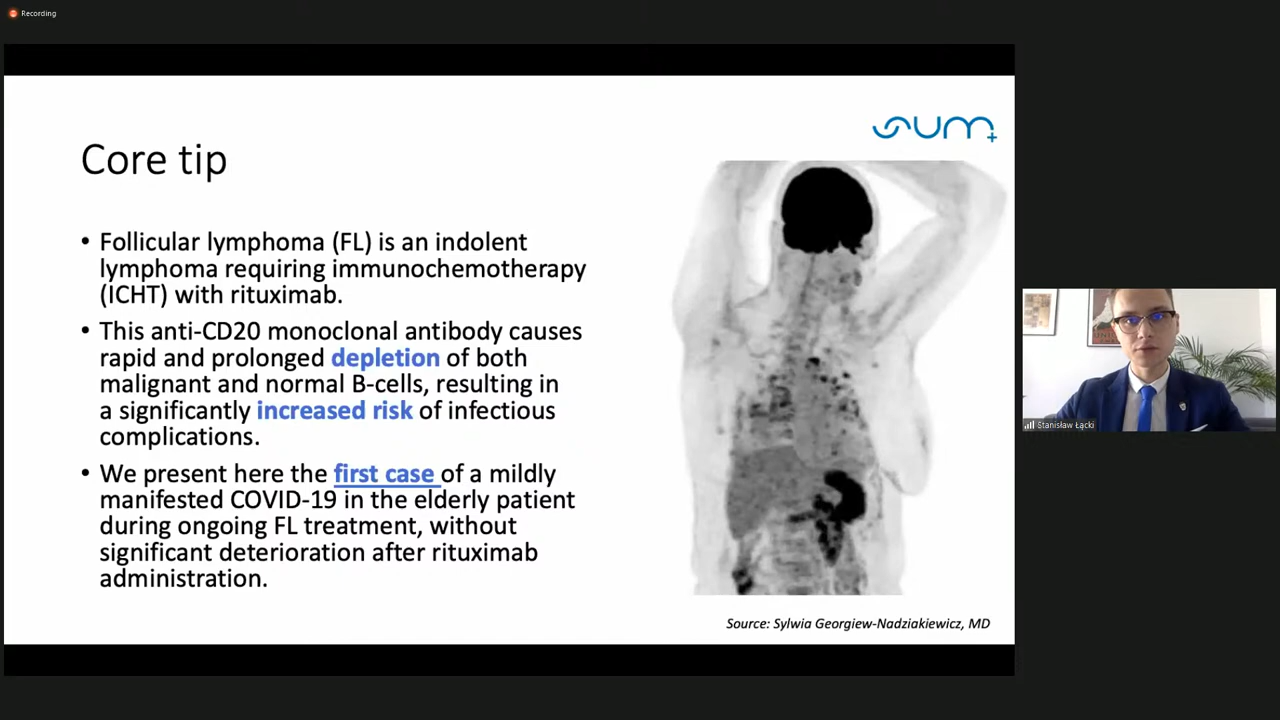 Recording
SUM+
Core tip
• Follicular lymphoma (FL) is an indolent
lymphoma requiring immunochemotherapy
(ICHT) with rituximab.
• This anti-CD20 monoclonal antibody causes
rapid and prolonged depletion of both
malignant and normal B-cells, resulting in
a significantly increased risk of infectious
complications.
• We present here the first case of a mildly
manifested COVID-19 in the elderly patient
during ongoing FL treatment, without
significant deterioration after rituximab
administration.
Source: Sylwia Georgiew-Nadziakiewicz, MD
Stanisław Łącki